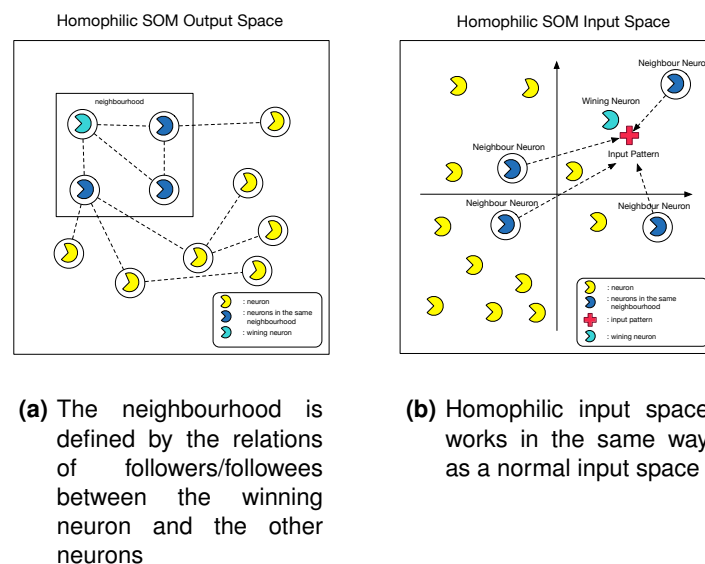 Homophilic SOM Output Space
neighbourhood
: neuron
: neurons in the same
neighbourhood
: wining neuron
Homophilic SOM Input Space
Neighbour Neuron
Wining Neuron
Input Pattern
Neighbour Neuron
Neighbour Neuron
Neighbour Neuron
: neuron
: neurons in the same
neighbourhood
: input pattern
: wining neuron
(a) The neighbourhood is
defined by the relations
of followers/followees
between the winning
neuron and the other
neurons
(b) Homophilic input space
works in the same way
as a normal input space